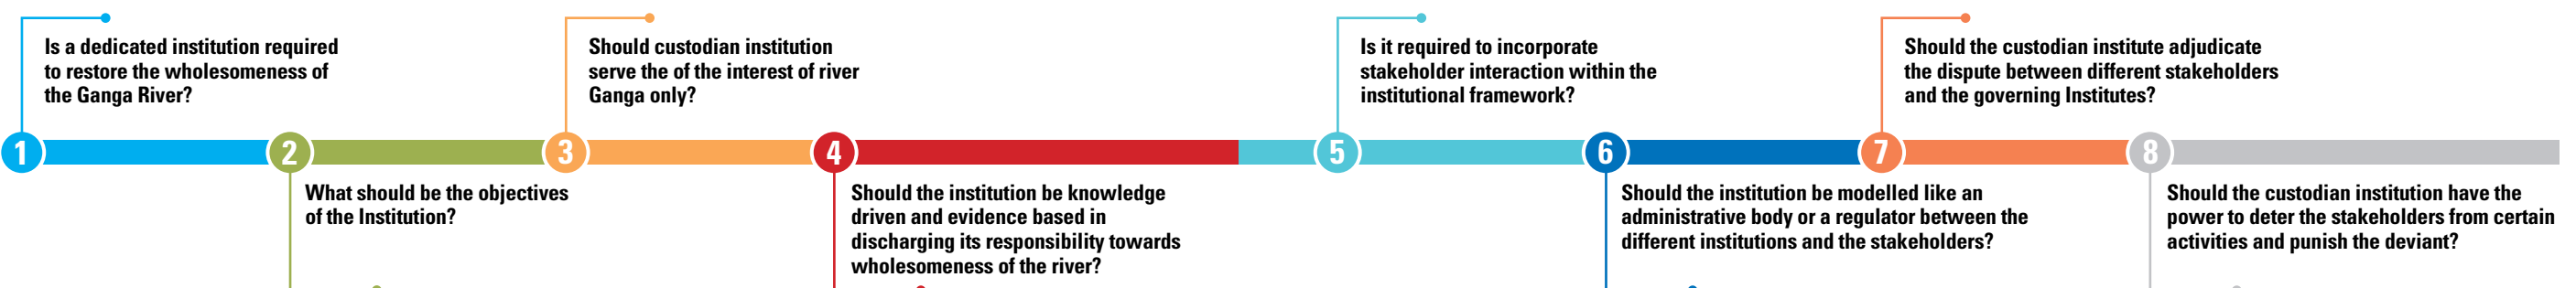 1
Is a dedicated institution required
to restore the wholesomeness of
the Ganga River?
2
What should be the objectives
of the Institution?
3
Should custodian institution
serve the of the interest of river
Ganga only?
4
Should the institution be knowledge
driven and evidence based in
discharging its responsibility towards
wholesomeness of the river?
5
Is it required to incorporate
stakeholder interaction within the
institutional framework?
6
Should the institution be modelled like an
administrative body or a regulator between the
different institutions and the stakeholders?
7
Should the custodian institute adjudicate
the dispute between different stakeholders
and the governing Institutes?
8
Should the custodian institution have the
power to deter the stakeholders from certain
activities and punish the deviant?